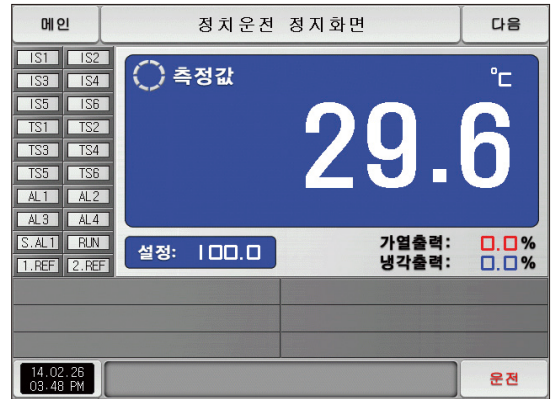 메인 정치운전 정지화면 다음
IS1 IS2
IS3 IS4
IS5 IS6
TS1 TS2
TS3 TS4
TS5 TS6
AL1 AL2
AL3 AL4
S.AL1 RUN
1.REF 2.REF
측정값 ℃
29.6
설정: 100.0
가열출력: 0.0%
냉각출력: 0.0%
14.02.26
03:48 PM
운전